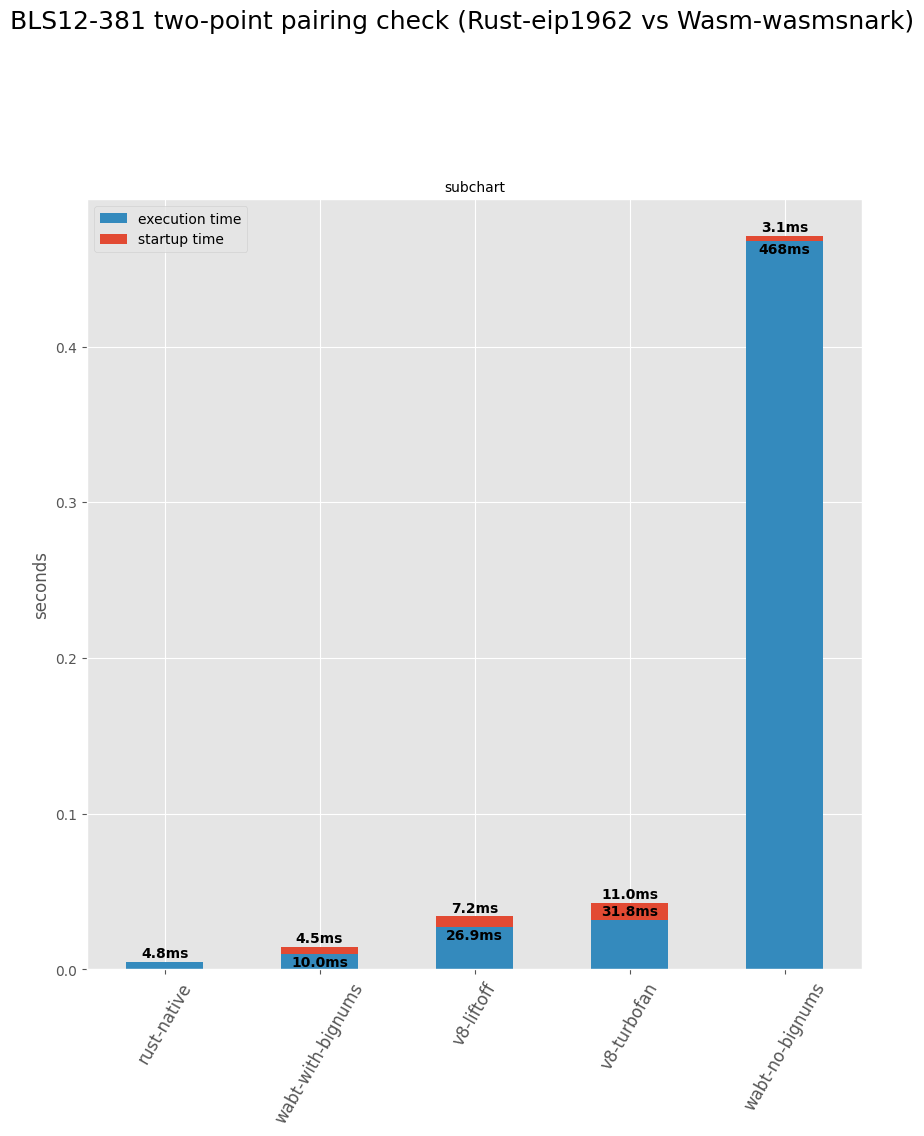 BLS12-381 two-point pairing check (Rust-eip1962 vs Wasm-wasmsnark)
subchart
execution time
startup time
3.1ms
468ms
0.4
0.3
seconds
0.2
0.1
11.0ms
31.8ms
7.2ms
26.9ms
4.5ms
10.0ms
4.8ms
0.0
rust-native
wabt-with-bignums
v8-liftoff
v8-turbofan
wabt-no-bignums